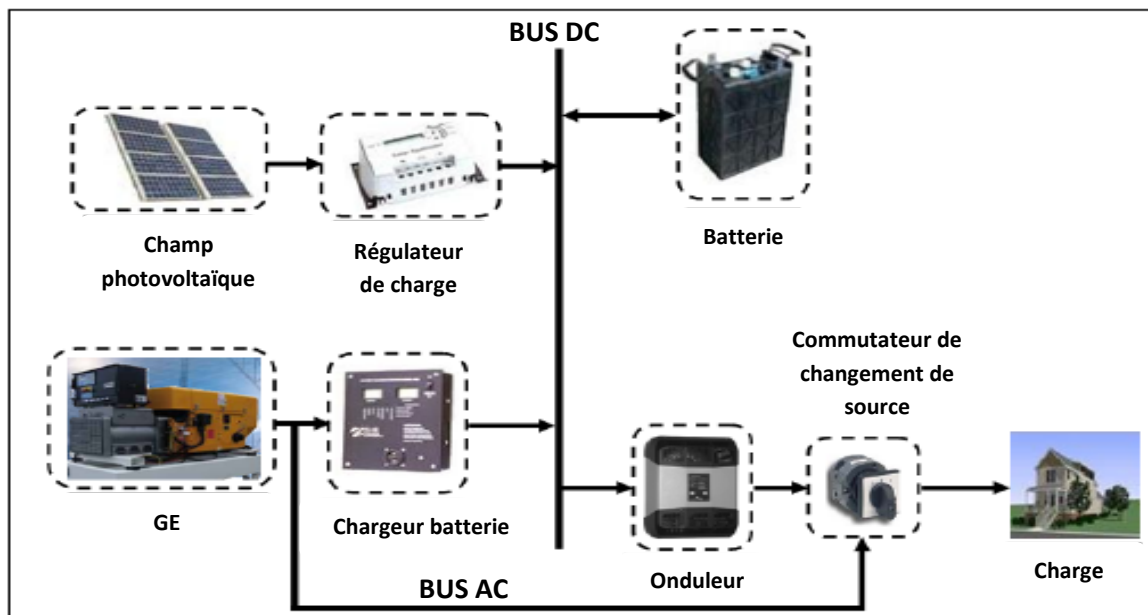 BUS DC
Champ
photovoltaïque
Régulateur
de charge
Batterie
GE
Chargeur batterie
Commutateur de
changement de
source
Onduleur
Charge
BUS AC